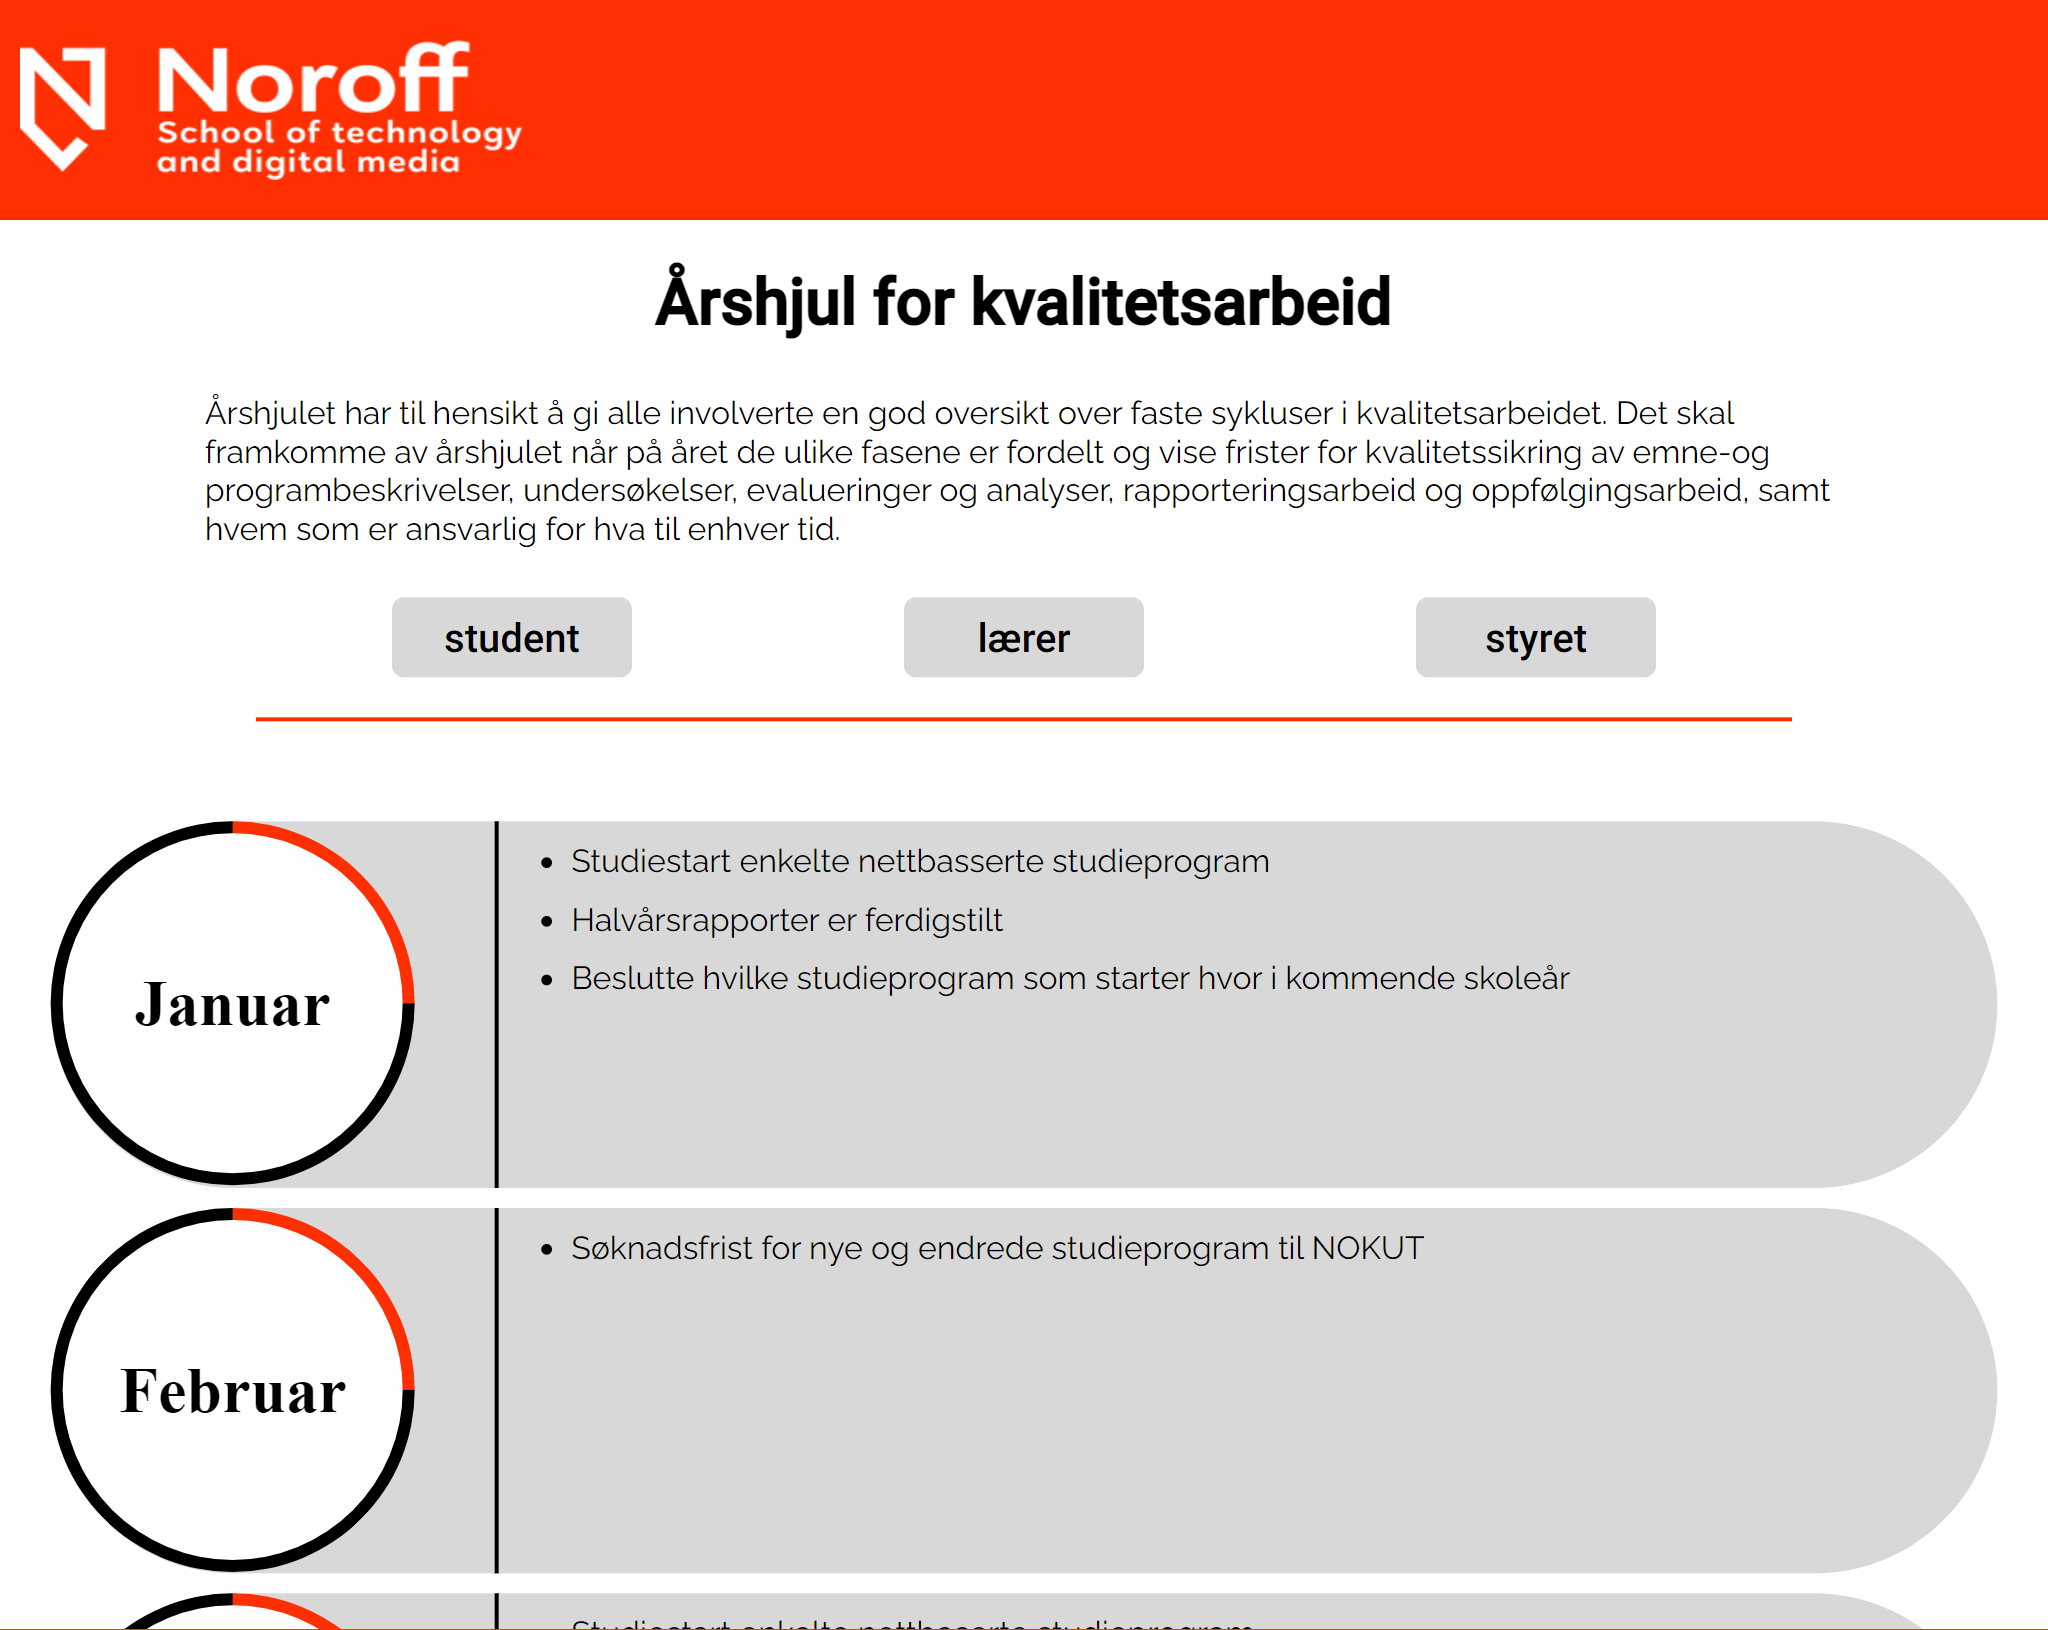 Noroff
School of technology
and digital media
Årshjul for kvalitetsarbeid
Årshjulet har til hensikt å gi alle involverte en god oversikt over faste sykluser i kvalitetsarbeidet. Det skal
framkomme av årshjulet når på året de ulike fasene er fordelt og vise frister for kvalitetssikring av emne-og
programbeskrivelser, undersøkelser, evalueringer og analyser, rapporteringsarbeid og oppfølgingsarbeid, samt
hvem som er ansvarlig for hva til enhver tid.
student
lærer
styret
Januar
• Studiestart enkelte nettbasserte studieprogram
• Halvårsrapporter er ferdigstilt
• Beslutte hvilke studieprogram som starter hvor i kommende skoleår
Februar
• Søknadsfrist for nye og endrede studieprogram til NOKUT
Studiestart enkelte nettbasserte studieprogram